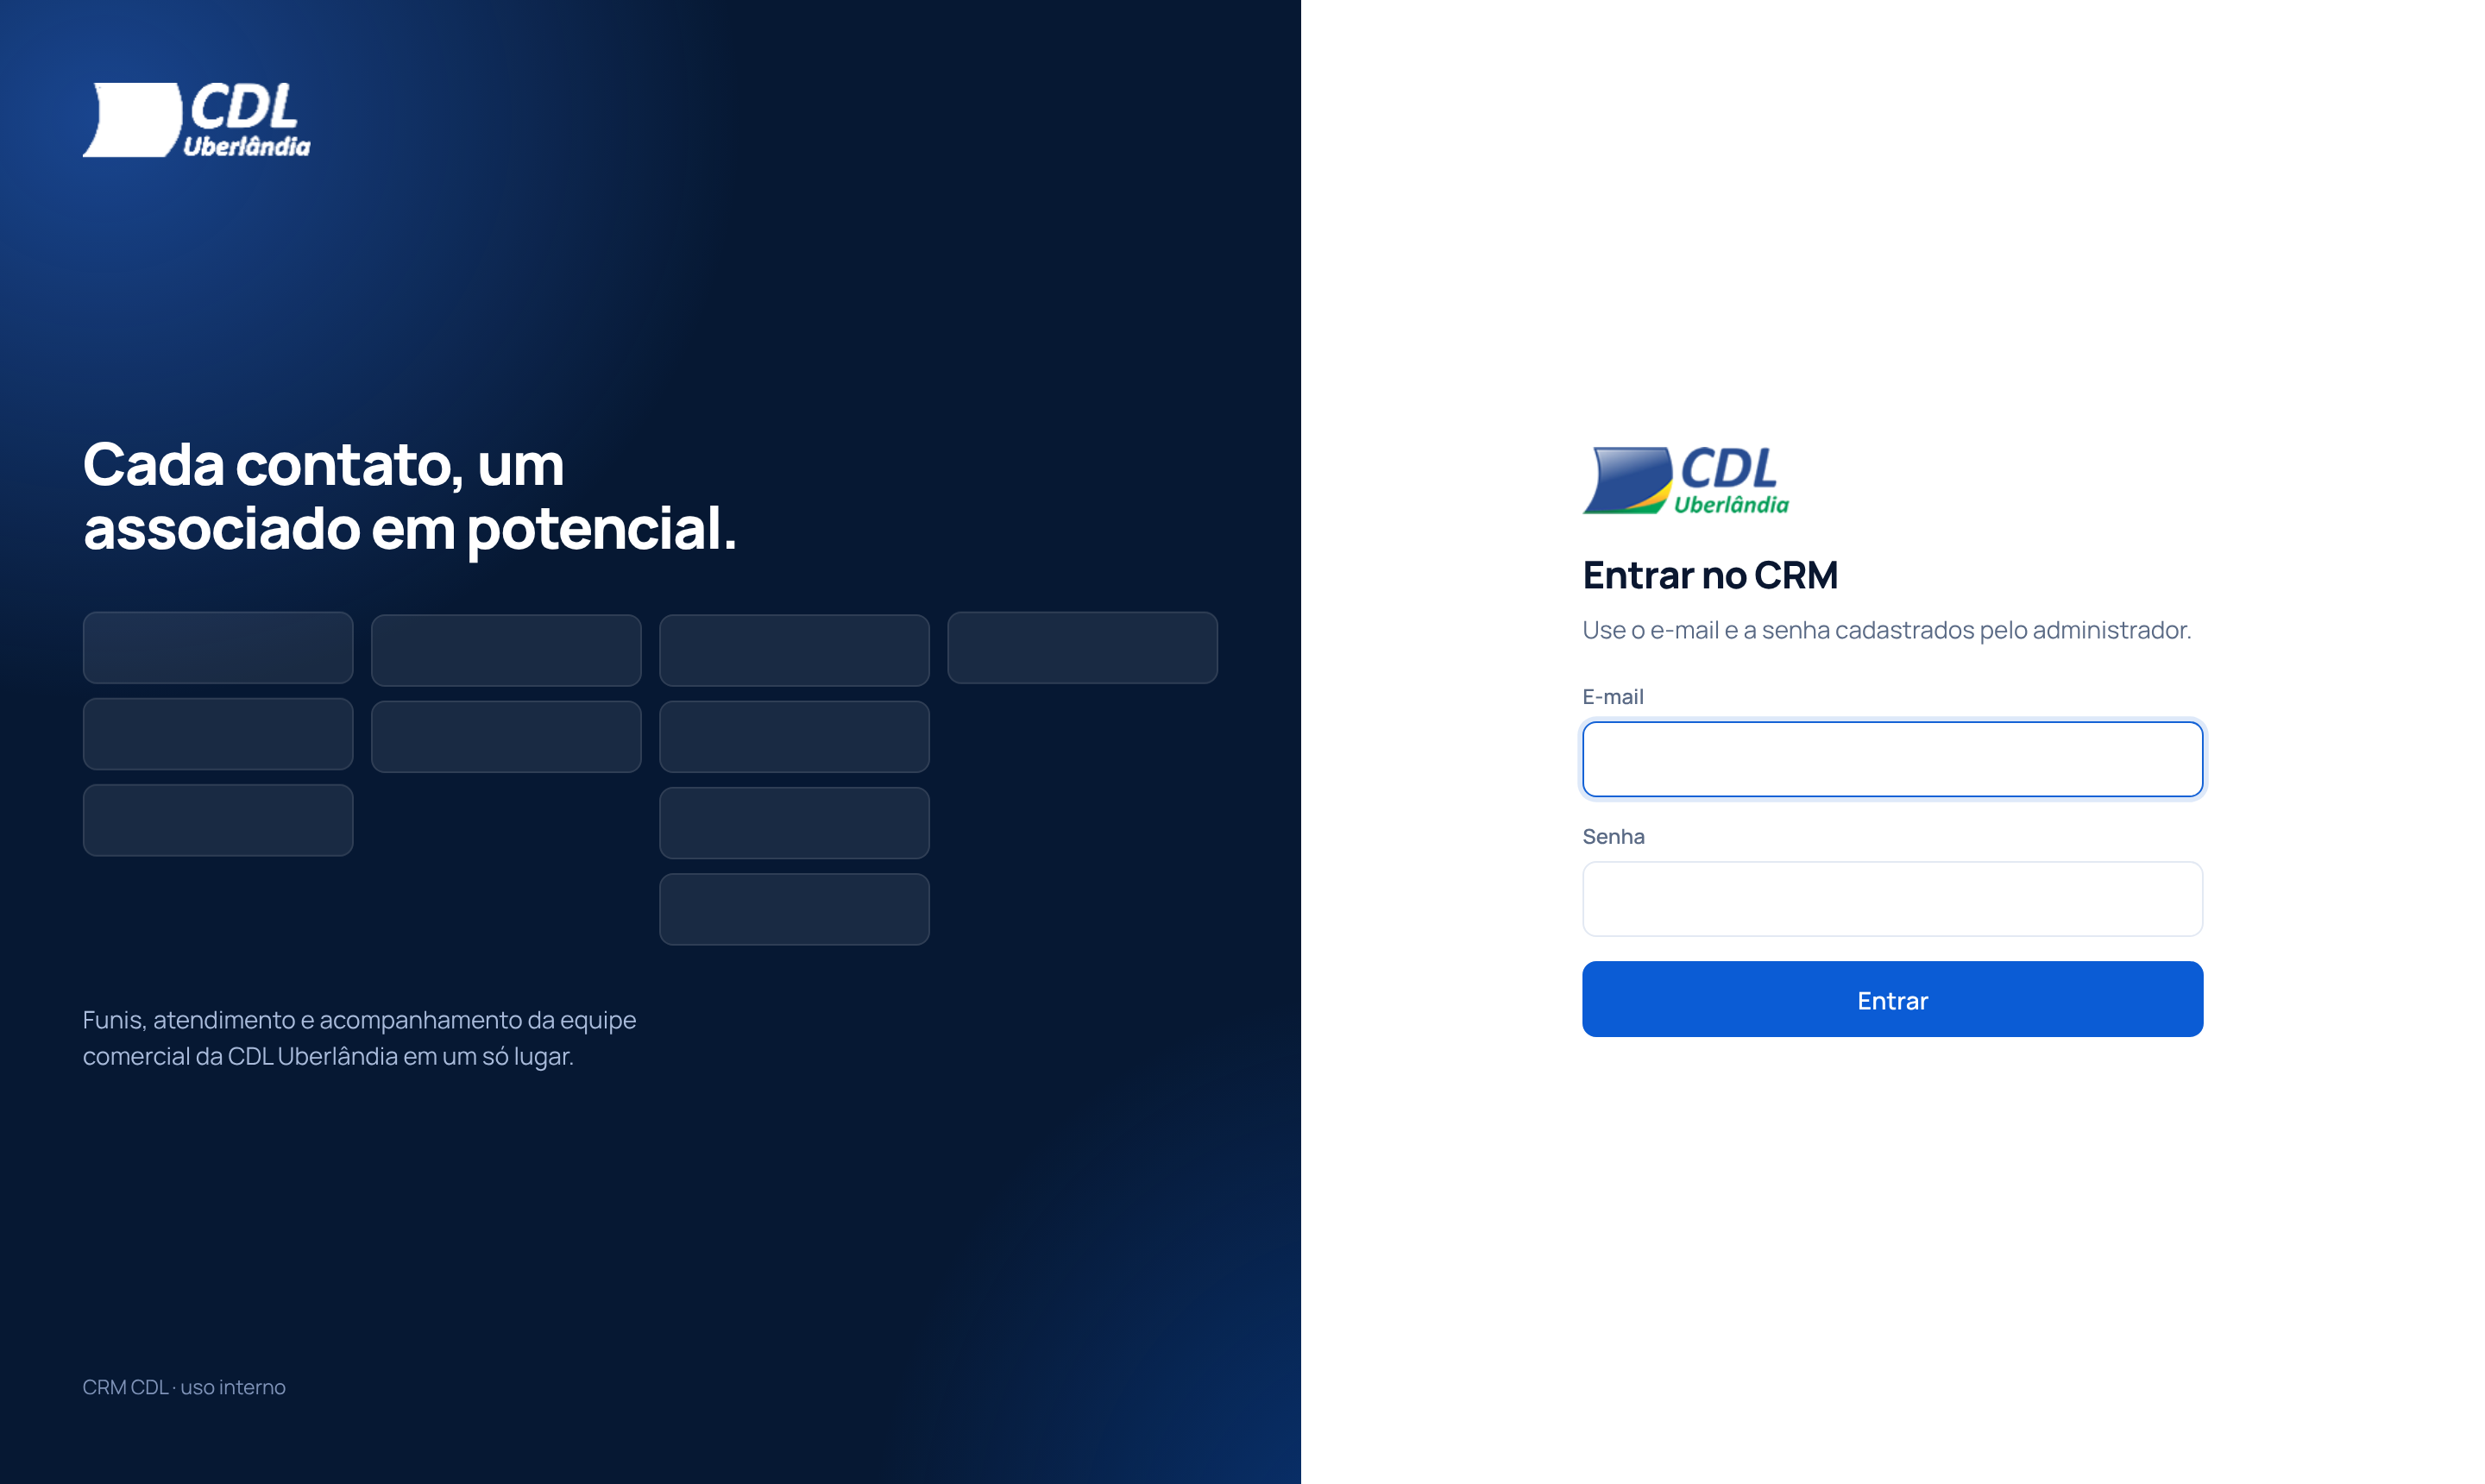 CDL
Uberlândia
Cada contato, um
associado em potencial.
Funis, atendimento e acompanhamento da equipe
comercial da CDL Uberlândia em um só lugar.
CRM CDL · uso interno
CDL
Uberlândia
Entrar no CRM
Use o e-mail e a senha cadastrados pelo administrador.
E-mail
Senha
Entrar